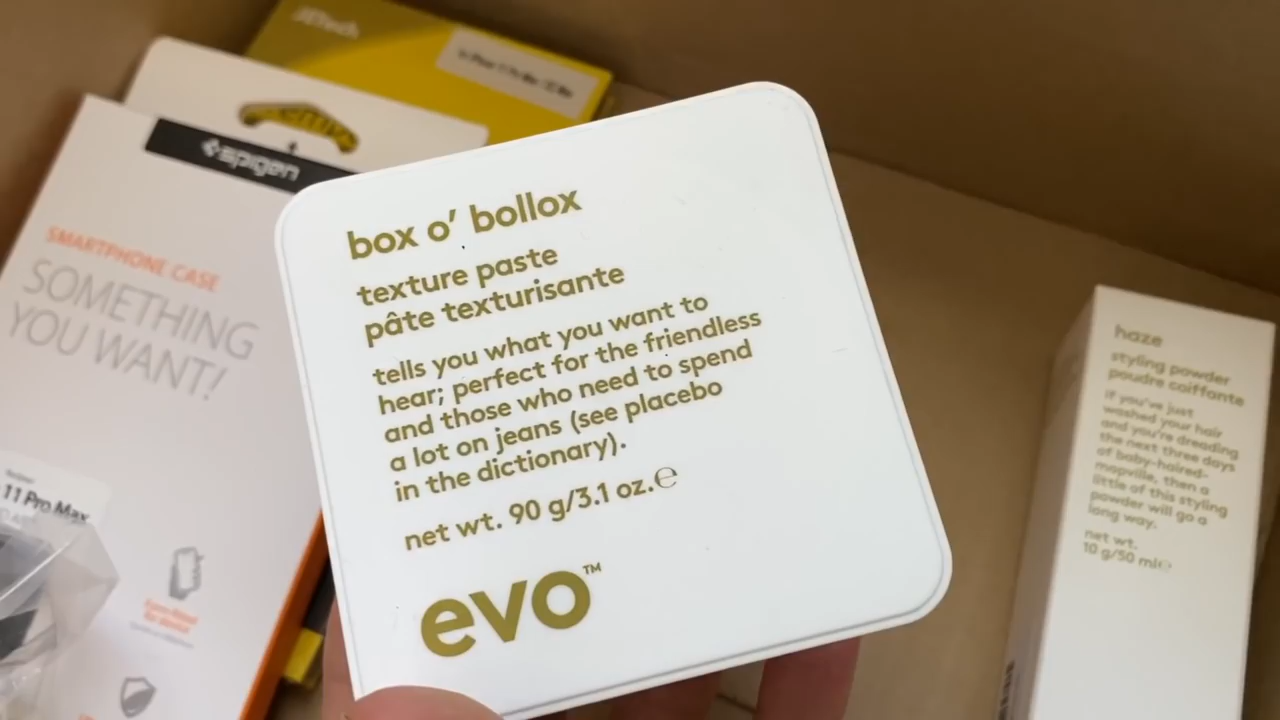 JETech
spigen
SMARTPHONE CASE
SOMETHING
YOU WANT!
11 Pro Max
box o' bollox
texture paste
pâte texturisante
tells you what you want to
hear; perfect for the friendless
and those who need to spend
a lot on jeans (see placebo
in the dictionary).
net wt. 90 g/3.1 oz.℮
evo™
haze
styling powder
poudre coiffante
If you've just
washed your hair
and you're dreading
the next three days
of baby-haired-
mopville, then a
little of this styling
powder will go a
long way.
net wt.
10 g/50 ml℮